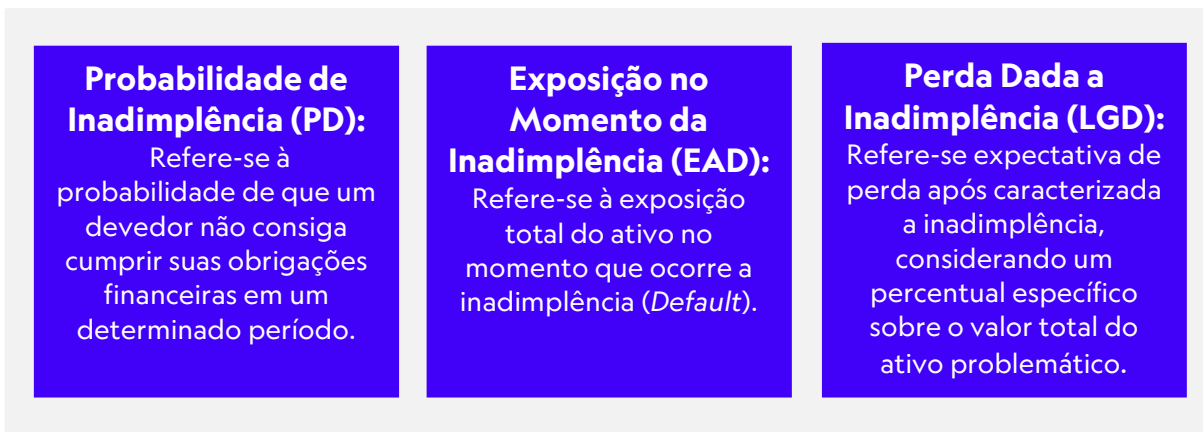 Probabilidade de
Inadimplência (PD):
Refere-se à
probabilidade de que um
devedor não consiga
cumprir suas obrigações
financeiras em um
determinado período.
Exposição no
Momento da
Inadimplência (EAD):
Refere-se à exposição
total do ativo no
momento que ocorre a
inadimplência (Default).
Perda Dada a
Inadimplência (LGD):
Refere-se expectativa de
perda após caracterizada
a inadimplência,
considerando um
percentual específico
sobre o valor total do
ativo problemático.